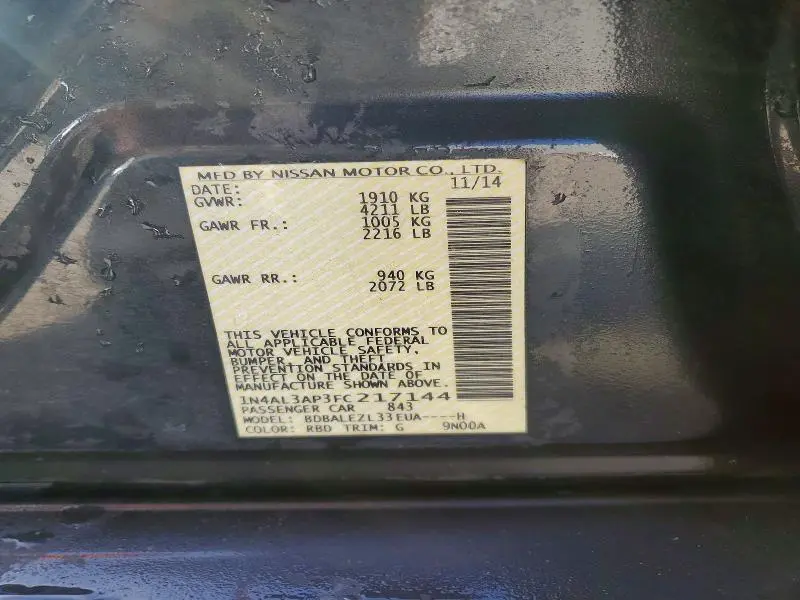 MFD BY NISSAN MOTOR CO., LTD.
DATE: 11/14
GVWR: 1910 KG
4211 LB
GAWR FR.: 1005 KG
2216 LB
GAWR RR.: 940 KG
2072 LB
THIS VEHICLE CONFORMS TO
ALL APPLICABLE FEDERAL
MOTOR VEHICLE SAFETY,
BUMPER, AND THEFT
PREVENTION STANDARDS IN
EFFECT ON THE DATE OF
MANUFACTURE SHOWN ABOVE.
1N4AL3AP3FC217144
PASSENGER CAR 843
MODEL: BDBALEZL33EUA----H
COLOR: RBD TRIM: G 9N00A